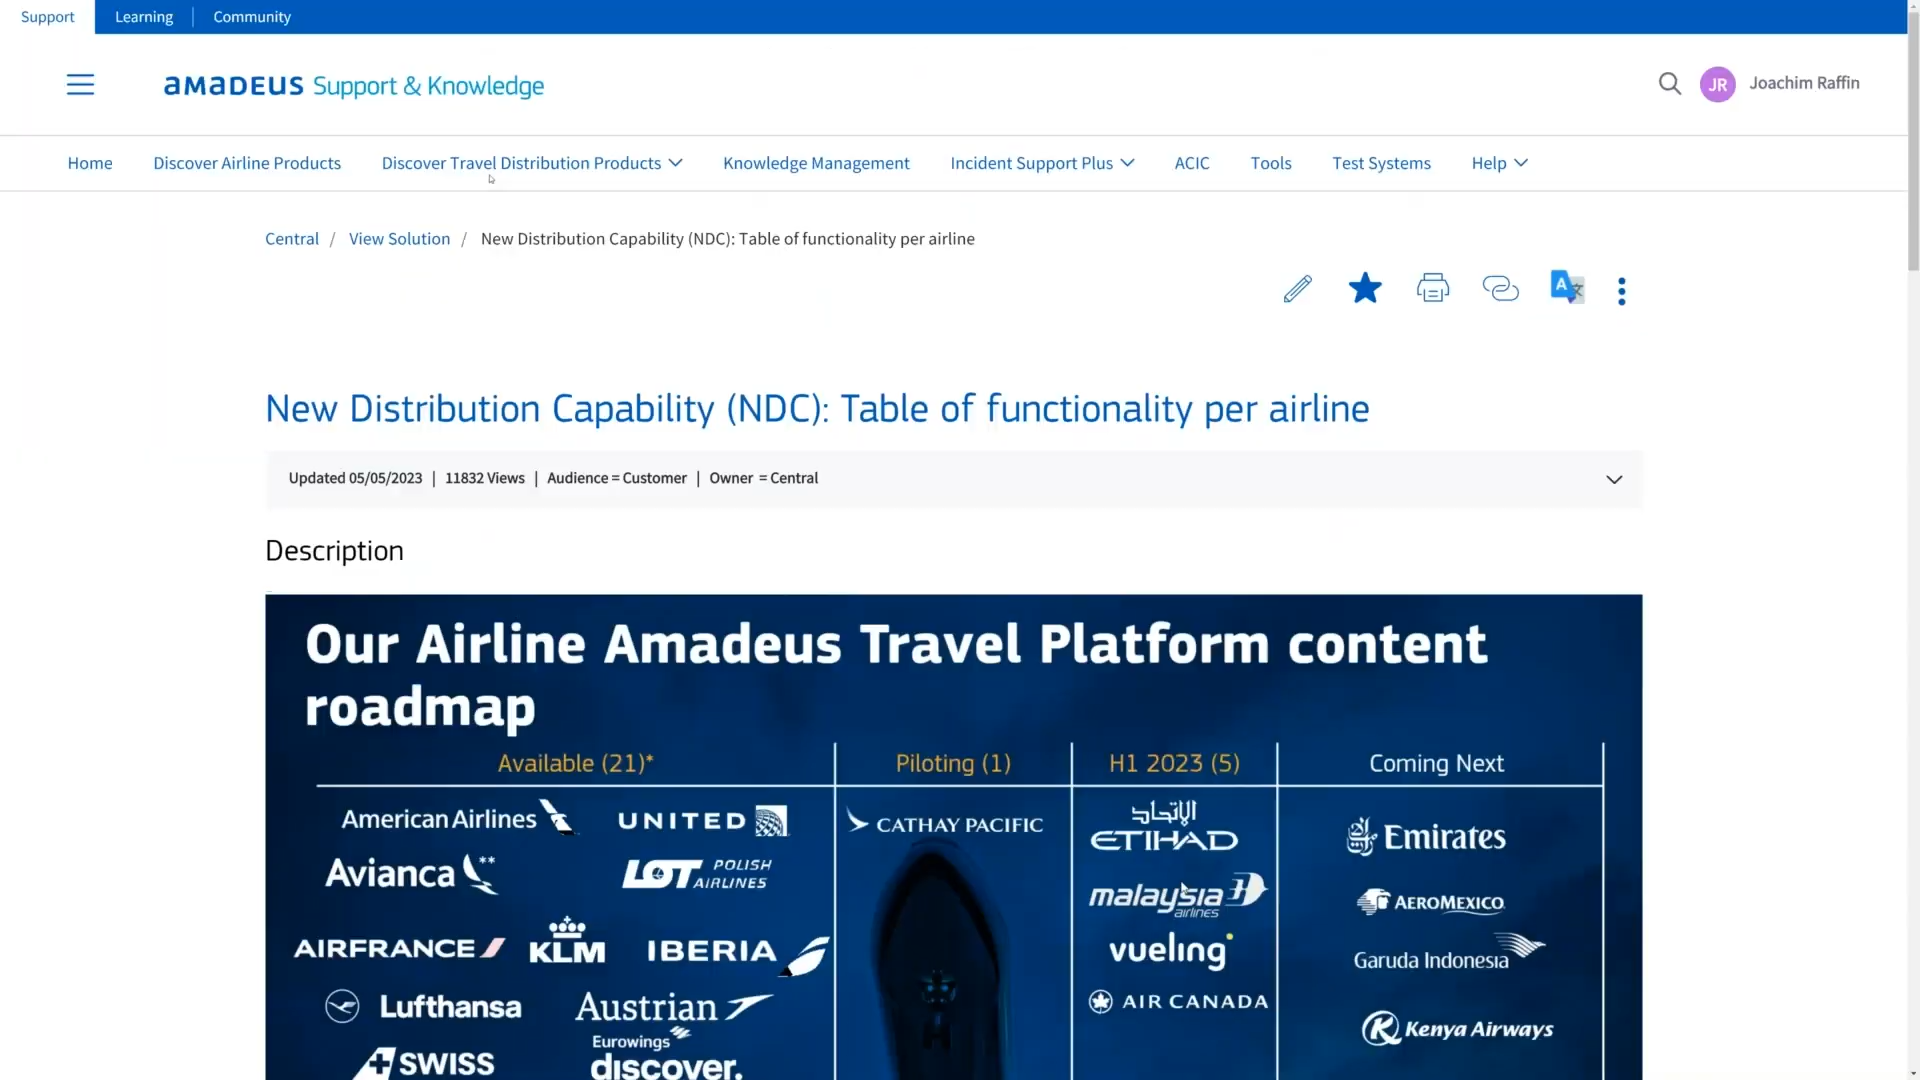 Support
Learning
Community
amadeus Support & Knowledge
JR
Joachim Raffin
Home
Discover Airline Products
Discover Travel Distribution Products
Knowledge Management
Incident Support Plus
ACIC
Tools
Test Systems
Help
Central / View Solution / New Distribution Capability (NDC): Table of functionality per airline
A 文
New Distribution Capability (NDC): Table of functionality per airline
Updated 05/05/2023 | 11832 Views | Audience = Customer | Owner = Central
Description
Our Airline Amadeus Travel Platform content
roadmap
Available (21)*
Piloting (1)
H1 2023 (5)
Coming Next
American Airlines
UNITED
Avianca **
LOT POLISH AIRLINES
AIRFRANCE
KLM
IBERIA
Lufthansa
Austrian
SWISS
Eurowings
discover.
CATHAY PACIFIC
الإتحاد
ETIHAD
malaysia
airlines
vueling
AIR CANADA
Emirates
AEROMEXICO
Garuda Indonesia
Kenya Airways